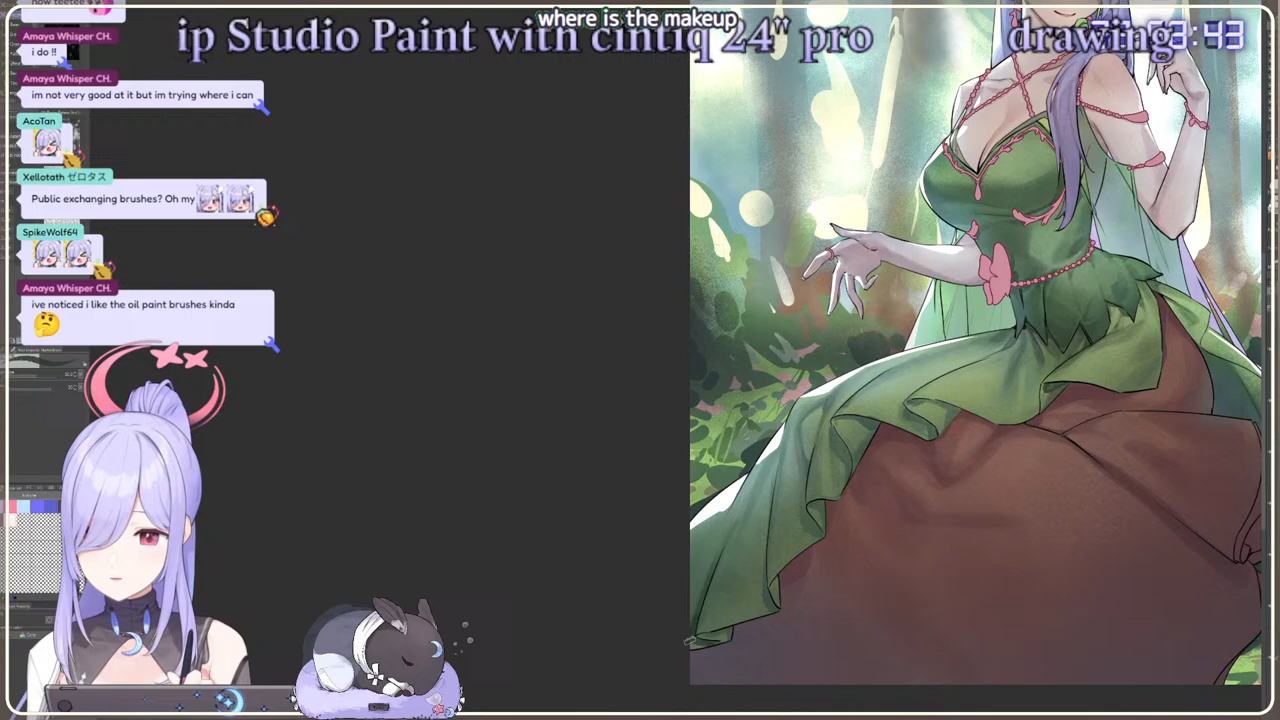 where is the makeup
ip Studio Paint with cintiq 24" pro
drawing
3:43
Amaya Whisper CH.
i do !!
Amaya Whisper CH.
im not very good at it but im trying where i can
AcoTan
Xellotath ゼロタス
Public exchanging brushes? Oh my
SpikeWolf64
Amaya Whisper CH.
ive noticed i like the oil paint brushes kinda